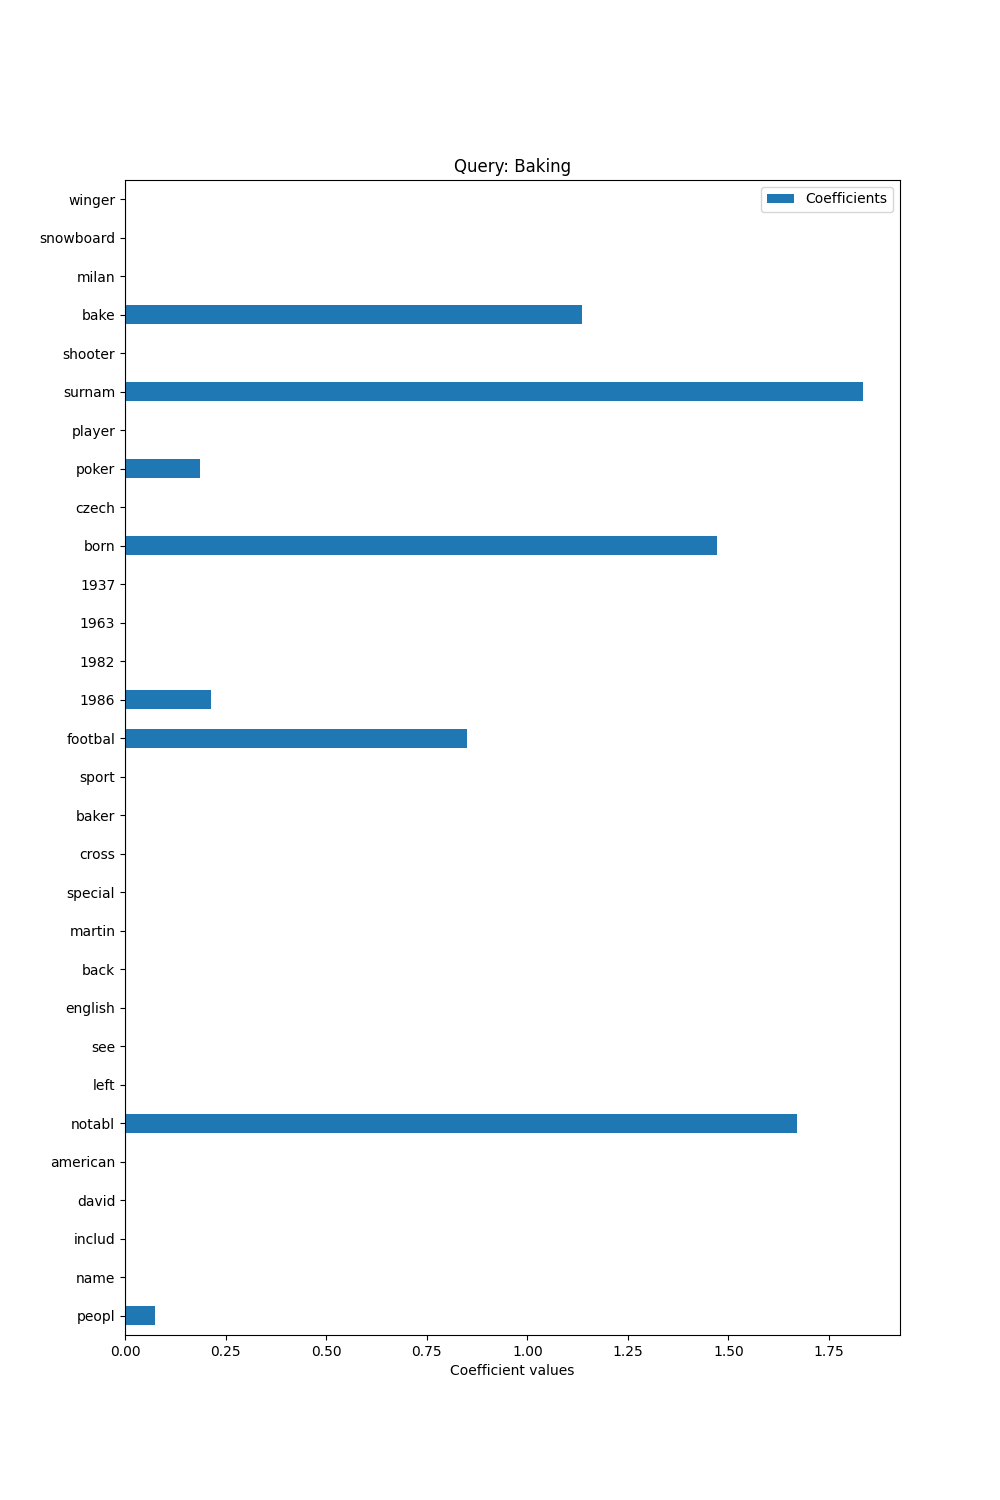 Query: Baking
Coefficients
winger
snowboard
milan
bake
shooter
surnam
player
poker
czech
born
1937
1963
1982
1986
footbal
sport
baker
cross
special
martin
back
english
see
left
notabl
american
david
includ
name
peopl
0.00 0.25 0.50 0.75 1.00 1.25 1.50 1.75
Coefficient values